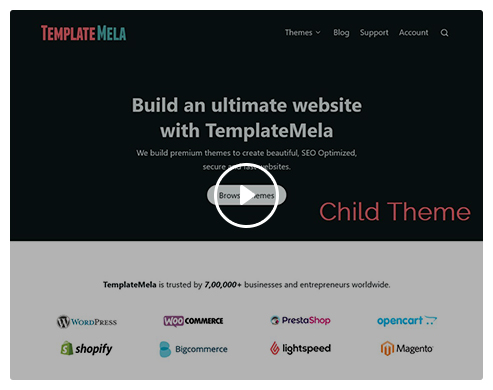 TEMPLATEMELA
Themes Blog Support Account
Build an ultimate website
with TemplateMela
We build premium themes to create beautiful, SEO Optimized,
secure and fast websites.
Browse Themes
Child Theme
TemplateMela is trusted by 7,00,000+ businesses and entrepreneurs worldwide.
WORDPRESS WOO COMMERCE PrestaShop opencart
shopify Bigcommerce lightspeed Magento